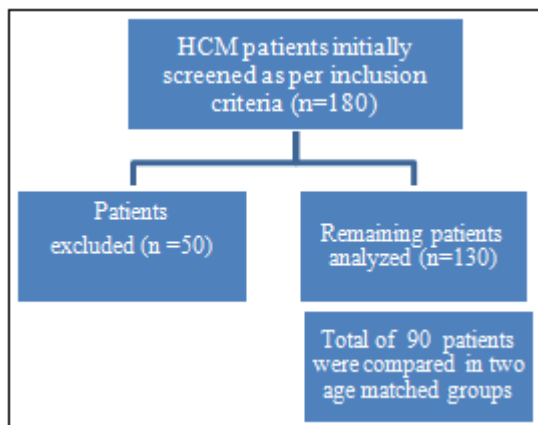 HCM patients initially
screened as per inclusion
criteria (n=180)
Patients
excluded (n =50)
Remaining patients
analyzed (n=130)
Total of 90 patients
were compared in two
age matched groups